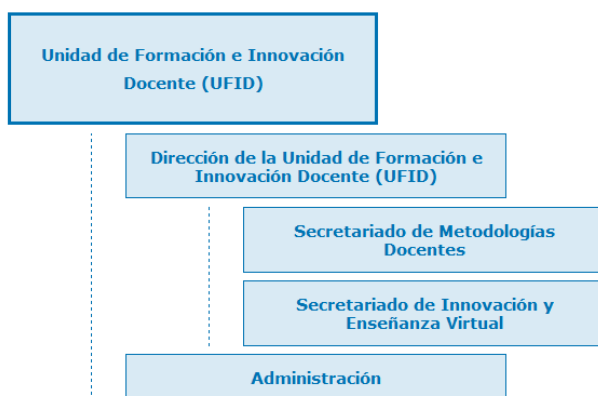 Unidad de Formación e Innovación
Docente (UFID)
Dirección de la Unidad de Formación e
Innovación Docente (UFID)
Secretariado de Metodologías
Docentes
Secretariado de Innovación y
Enseñanza Virtual
Administración